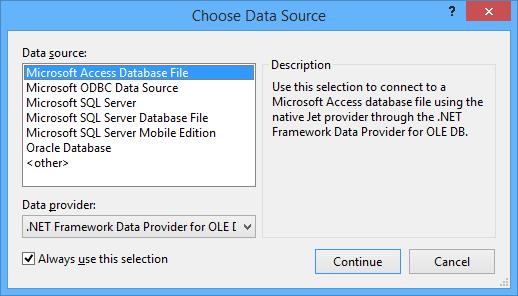 Choose Data Source
?
Data source:
Microsoft Access Database File
Microsoft ODBC Data Source
Microsoft SQL Server
Microsoft SQL Server Database File
Microsoft SQL Server Mobile Edition
Oracle Database
<other>
Description
Use this selection to connect to a
Microsoft Access database file using the
native Jet provider through the .NET
Framework Data Provider for OLE DB.
Data provider:
.NET Framework Data Provider for OLE D
Always use this selection
Continue
Cancel